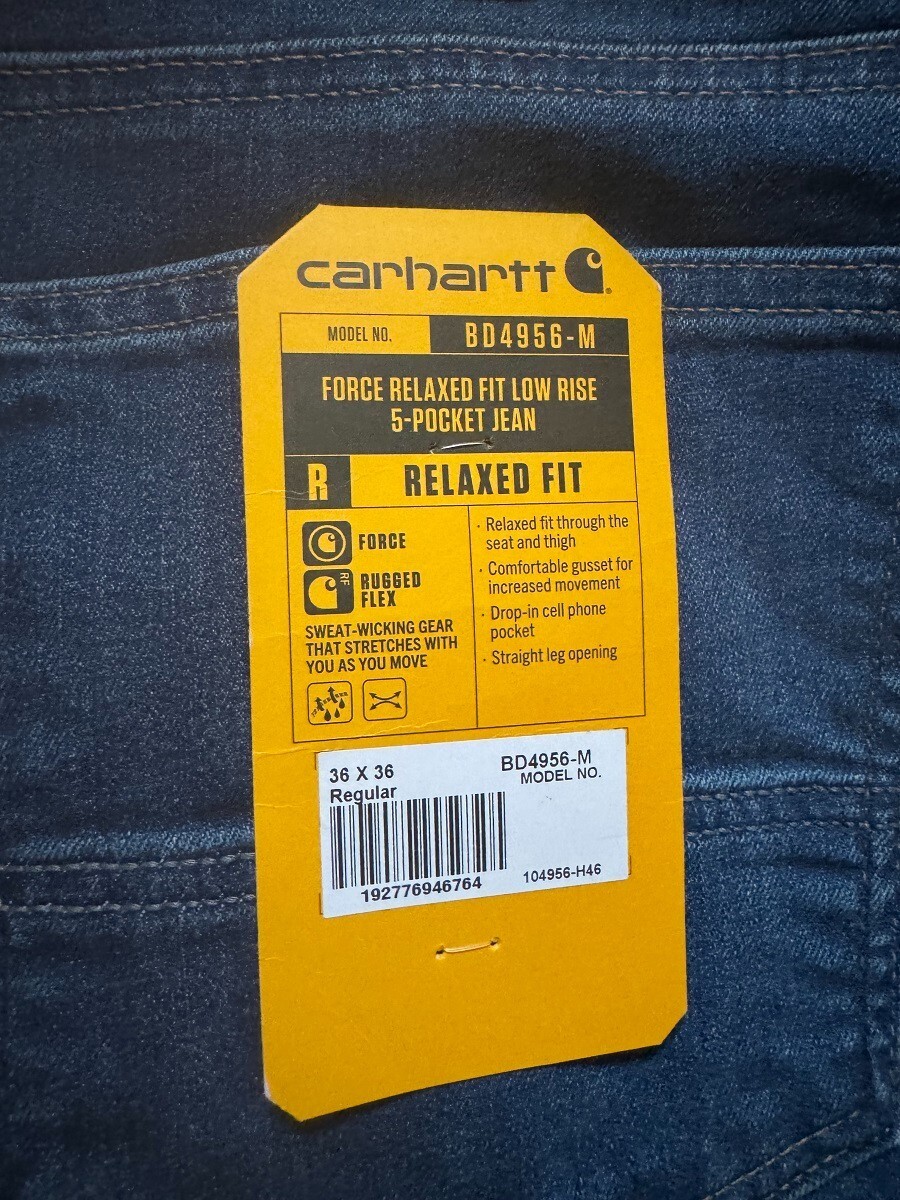 carhartt
MODEL NO. BD4956-M
FORCE RELAXED FIT LOW RISE
5-POCKET JEAN
R RELAXED FIT
FORCE
RF
RUGGED
FLEX
SWEAT-WICKING GEAR
THAT STRETCHES WITH
YOU AS YOU MOVE
· Relaxed fit through the
seat and thigh
· Comfortable gusset for
increased movement
· Drop-in cell phone
pocket
· Straight leg opening
36 X 36
Regular
BD4956-M
MODEL NO.
192776946764
104956-H46